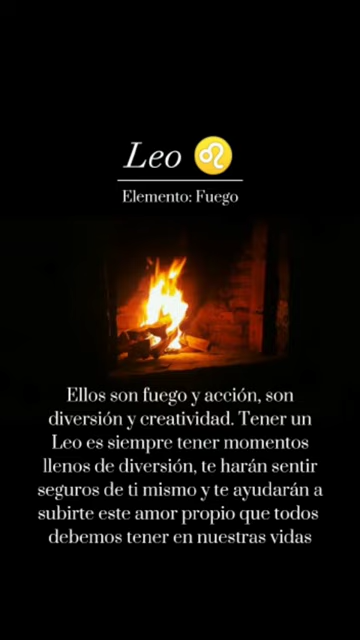 Leo ♌
Elemento: Fuego
Ellos son fuego y acción, son
diversión y creatividad. Tener un
Leo es siempre tener momentos
llenos de diversión, te harán sentir
seguros de ti mismo y te ayudarán a
subirte este amor propio que todos
debemos tener en nuestras vidas